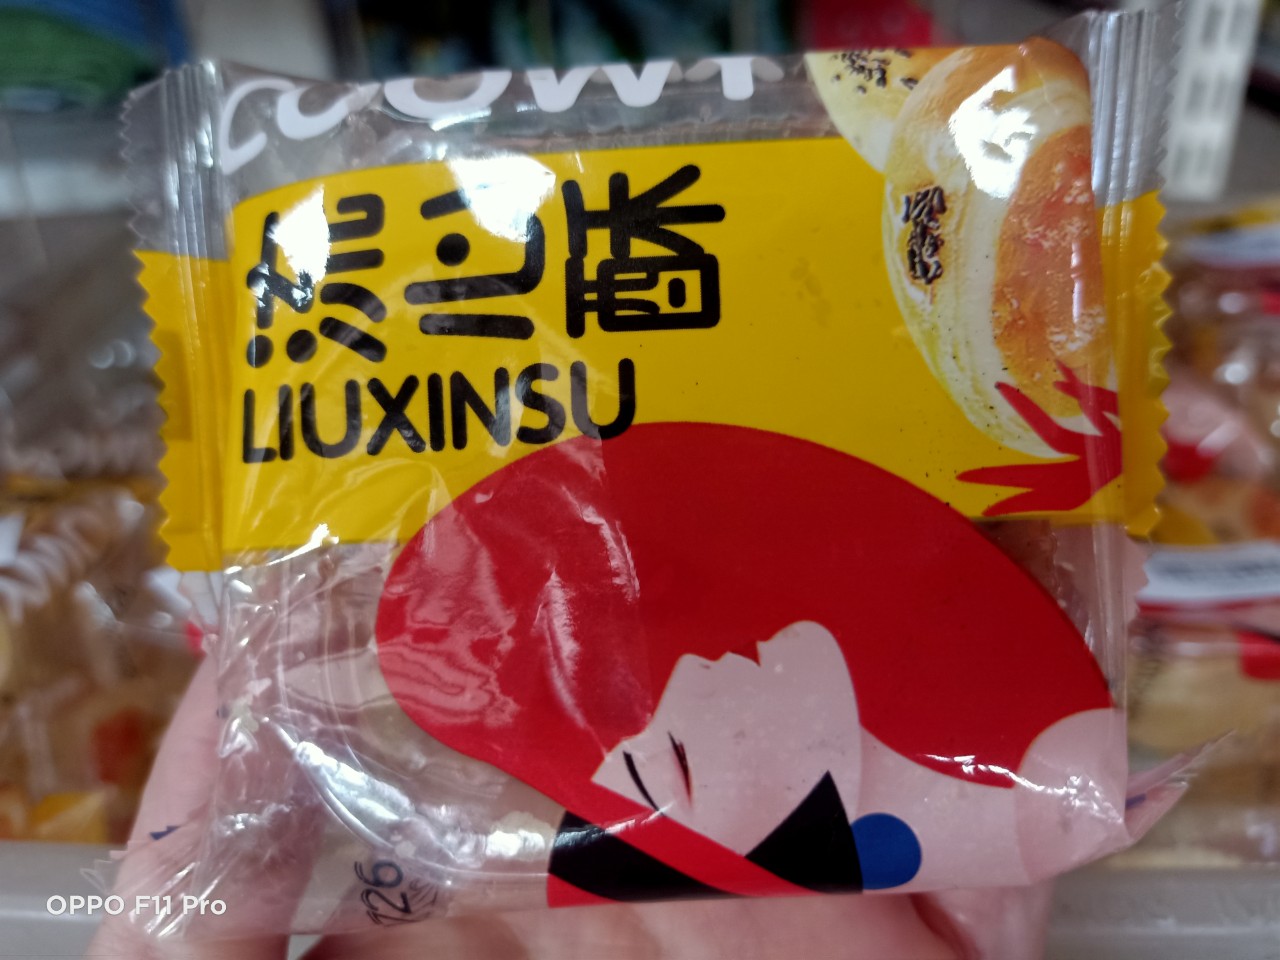 流心酥
LIUXINSU
OPPO F11 Pro